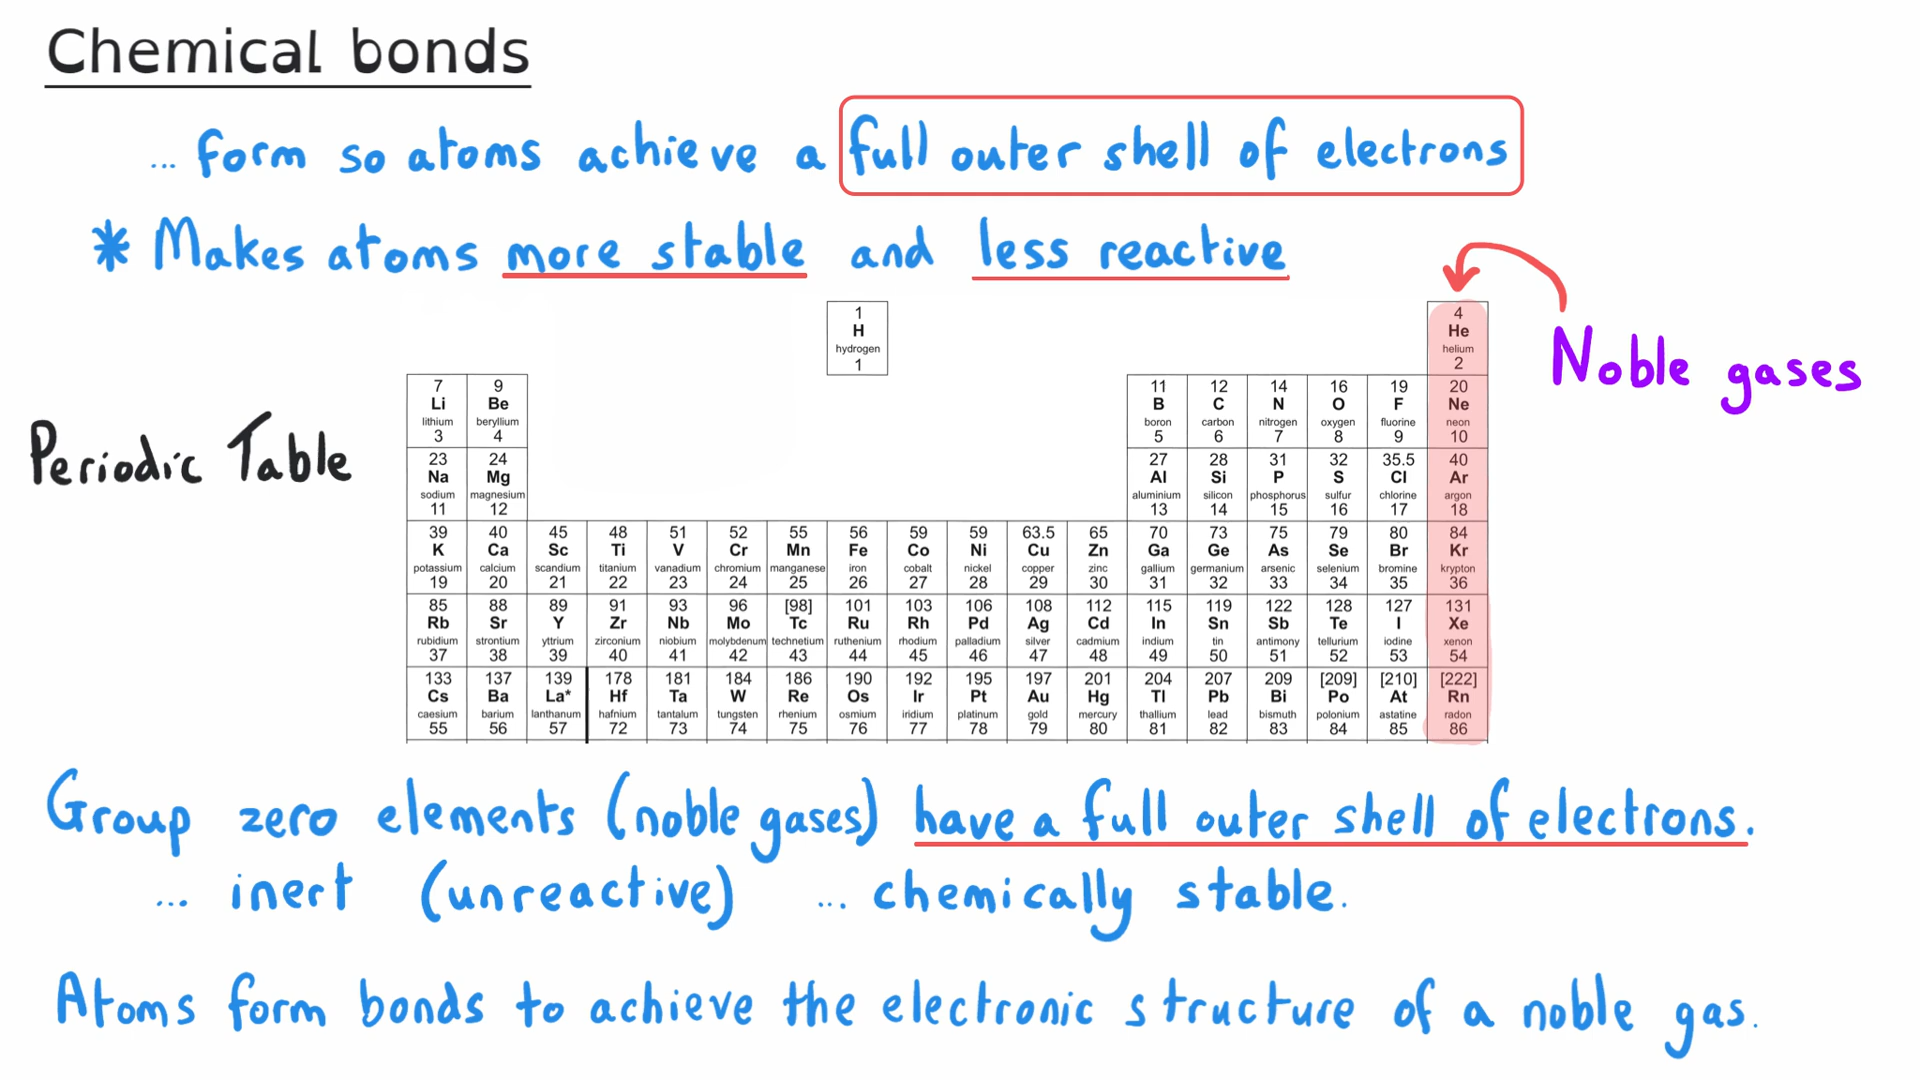 Chemical bonds
... form so atoms achieve a full outer shell of electrons
* Makes atoms more stable and less reactive
Noble gases
Periodic Table
1 4
H He
hydrogen helium
1 2
7 9 11 12 14 16 19 20
Li Be B C N O F Ne
lithium beryllium boron carbon nitrogen oxygen fluorine neon
3 4 5 6 7 8 9 10
23 24 27 28 31 32 35.5 40
Na Mg Al Si P S Cl Ar
sodium magnesium aluminium silicon phosphorus sulfur chlorine argon
11 12 13 14 15 16 17 18
39 40 45 48 51 52 55 56 59 59 63.5 65 70 73 75 79 80 84
K Ca Sc Ti V Cr Mn Fe Co Ni Cu Zn Ga Ge As Se Br Kr
potassium calcium scandium titanium vanadium chromium manganese iron cobalt nickel copper zinc gallium germanium arsenic selenium bromine krypton
19 20 21 22 23 24 25 26 27 28 29 30 31 32 33 34 35 36
85 88 89 91 93 96 [98] 101 103 106 108 112 115 119 122 128 127 131
Rb Sr Y Zr Nb Mo Tc Ru Rh Pd Ag Cd In Sn Sb Te I Xe
rubidium strontium yttrium zirconium niobium molybdenum technetium ruthenium rhodium palladium silver cadmium indium tin antimony tellurium iodine xenon
37 38 39 40 41 42 43 44 45 46 47 48 49 50 51 52 53 54
133 137 139 178 181 184 186 190 192 195 197 201 204 207 209 [209] [210] [222]
Cs Ba La* Hf Ta W Re Os Ir Pt Au Hg Tl Pb Bi Po At Rn
caesium barium lanthanum hafnium tantalum tungsten rhenium osmium iridium platinum gold mercury thallium lead bismuth polonium astatine radon
55 56 57 72 73 74 75 76 77 78 79 80 81 82 83 84 85 86
Group zero elements (noble gases) have a full outer shell of electrons.
... inert (unreactive) ... chemically stable.
Atoms form bonds to achieve the electronic structure of a noble gas.